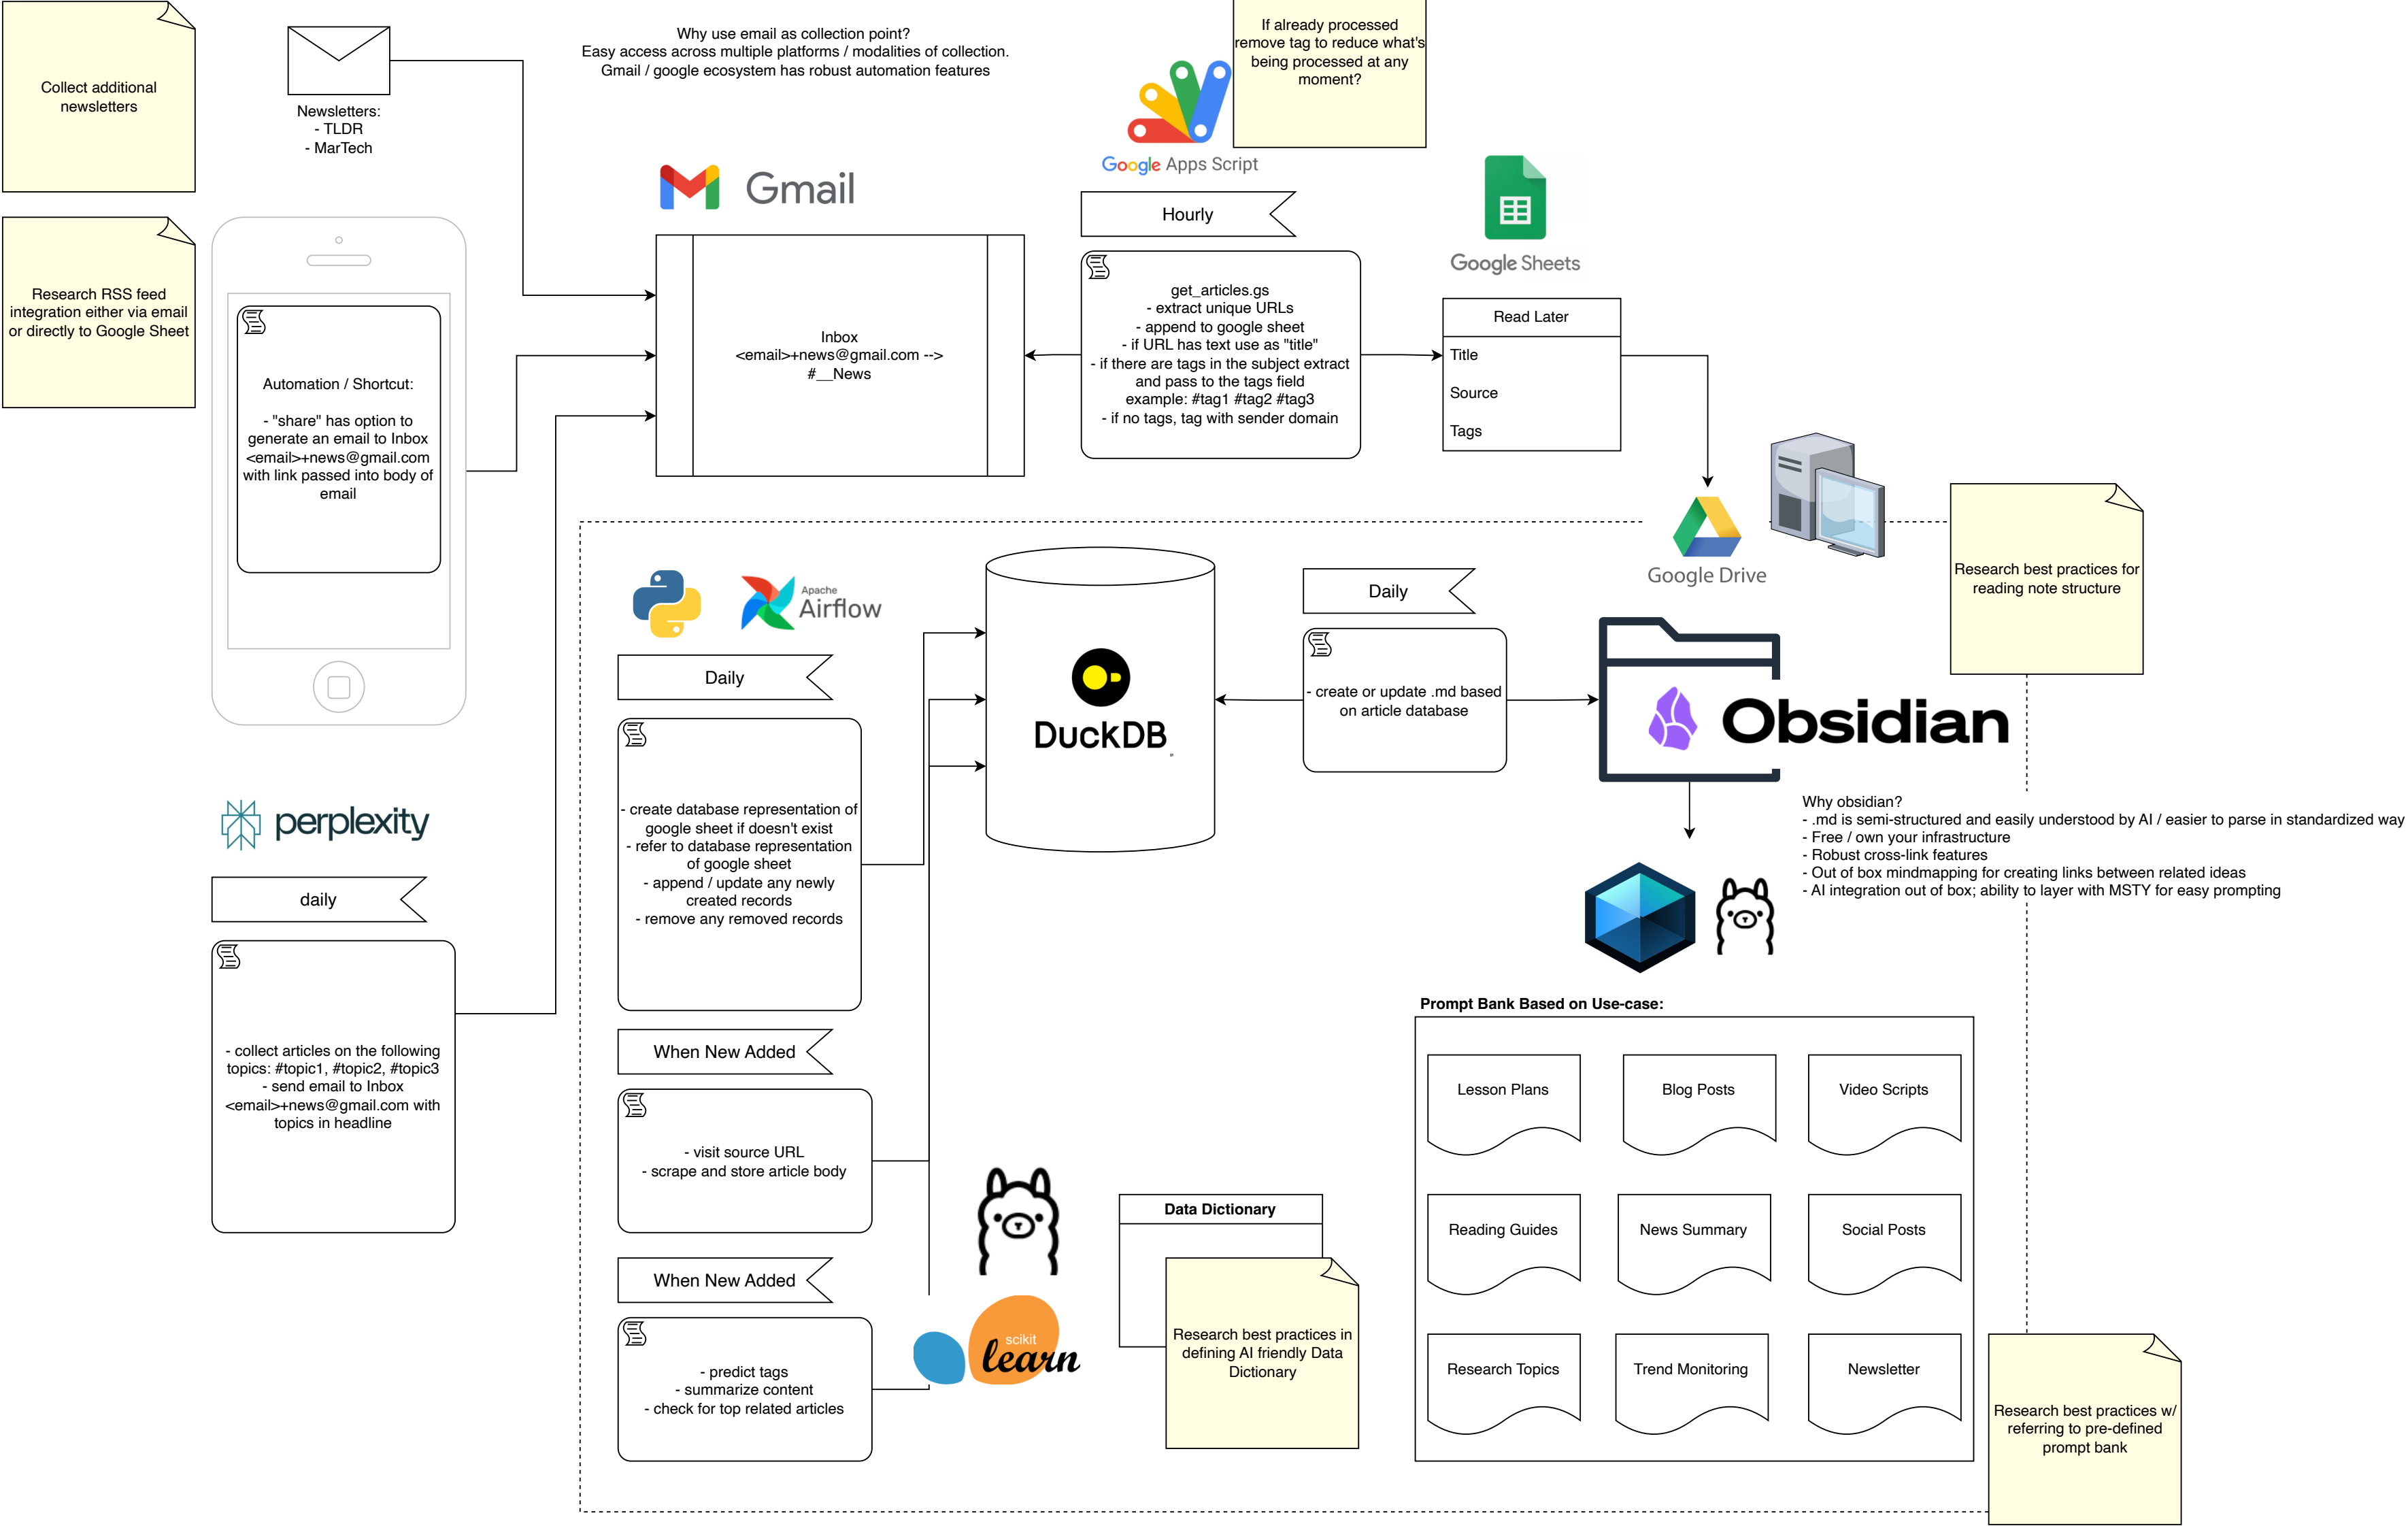 Collect additional
newsletters
Newsletters:
- TLDR
- MarTech
Why use email as collection point?
Easy access across multiple platforms / modalities of collection.
Gmail / google ecosystem has robust automation features
If already processed
remove tag to reduce what's
being processed at any
moment?
Google Apps Script
Gmail
Hourly
Google Sheets
Research RSS feed
integration either via email
or directly to Google Sheet
Automation / Shortcut:
- "share" has option to
generate an email to Inbox
<email>+news@gmail.com
with link passed into body of
email
Inbox
<email>+news@gmail.com -->
#__News
get_articles.gs
- extract unique URLs
- append to google sheet
- if URL has text use as "title"
- if there are tags in the subject extract
and pass to the tags field
example: #tag1 #tag2 #tag3
- if no tags, tag with sender domain
Read Later
Title
Source
Tags
Google Drive
Research best practices for
reading note structure
Apache
Airflow
Daily
- create database representation of
google sheet if doesn't exist
- refer to database representation
of google sheet
- append / update any newly
created records
- remove any removed records
DuckDB
Daily
- create or update .md based
on article database
Obsidian
Why obsidian?
- .md is semi-structured and easily understood by AI / easier to parse in standardized way
- Free / own your infrastructure
- Robust cross-link features
- Out of box mindmapping for creating links between related ideas
- AI integration out of box; ability to layer with MSTY for easy prompting
perplexity
daily
- collect articles on the following
topics: #topic1, #topic2, #topic3
- send email to Inbox
<email>+news@gmail.com with
topics in headline
When New Added
- visit source URL
- scrape and store article body
When New Added
- predict tags
- summarize content
- check for top related articles
scikit
learn
Data Dictionary
Research best practices in
defining AI friendly Data
Dictionary
Prompt Bank Based on Use-case:
Lesson Plans
Blog Posts
Video Scripts
Reading Guides
News Summary
Social Posts
Research Topics
Trend Monitoring
Newsletter
Research best practices w/
referring to pre-defined
prompt bank